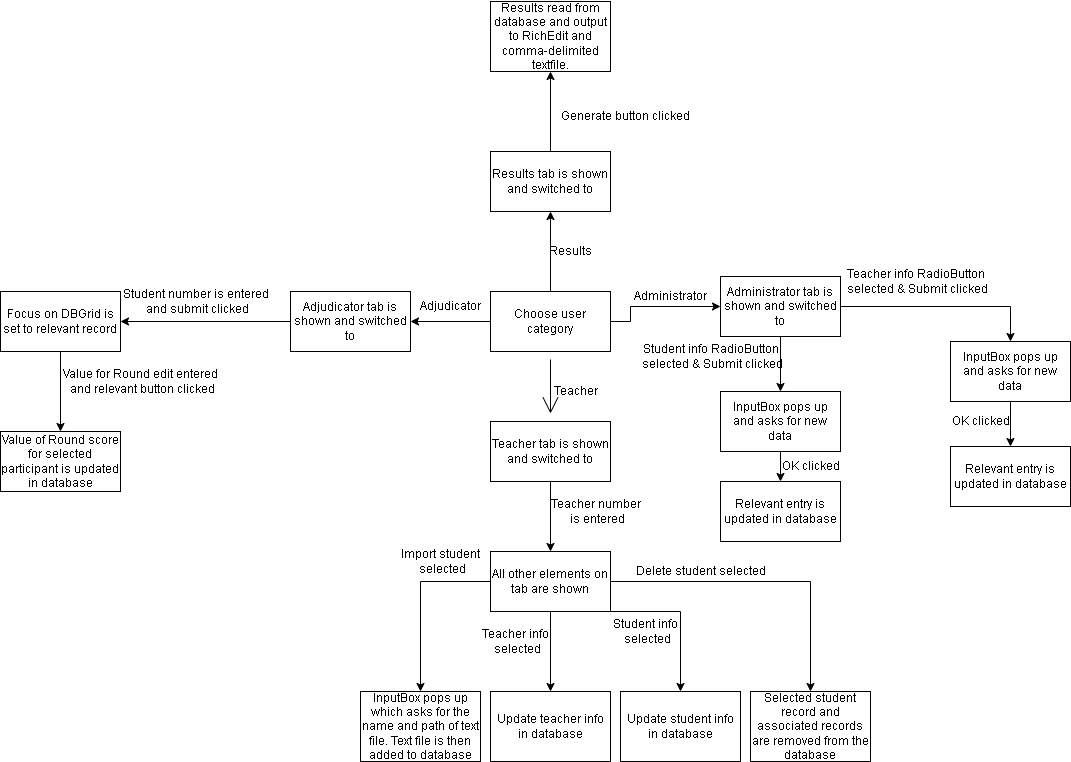 Results read from
database and output
to RichEdit and
comma-delimited
textfile.
Generate button clicked
Results tab is shown
and switched to
Results
Student number is entered
and submit clicked
Focus on DBGrid is
set to relevant record
Adjudicator tab is
shown and switched
to
Adjudicator
Choose user
category
Administrator
Administrator tab is
shown and switched
to
Teacher info RadioButton
selected & Submit clicked
Student info RadioButton
selected & Submit clicked
InputBox pops up
and asks for new
data
OK clicked
Relevant entry is
updated in database
InputBox pops up
and asks for new
data
OK clicked
Relevant entry is
updated in database
Value for Round edit entered
and relevant button clicked
Value of Round score
for selected
participant is updated
in database
Teacher
Teacher tab is shown
and switched to
Teacher number
is entered
All other elements on
tab are shown
Import student
selected
Teacher info
selected
Student info
selected
Delete student selected
InputBox pops up
which asks for the
name and path of text
file. Text file is then
added to database
Update teacher info
in database
Update student info
in database
Selected student
record and
associated records
are removed from the
database